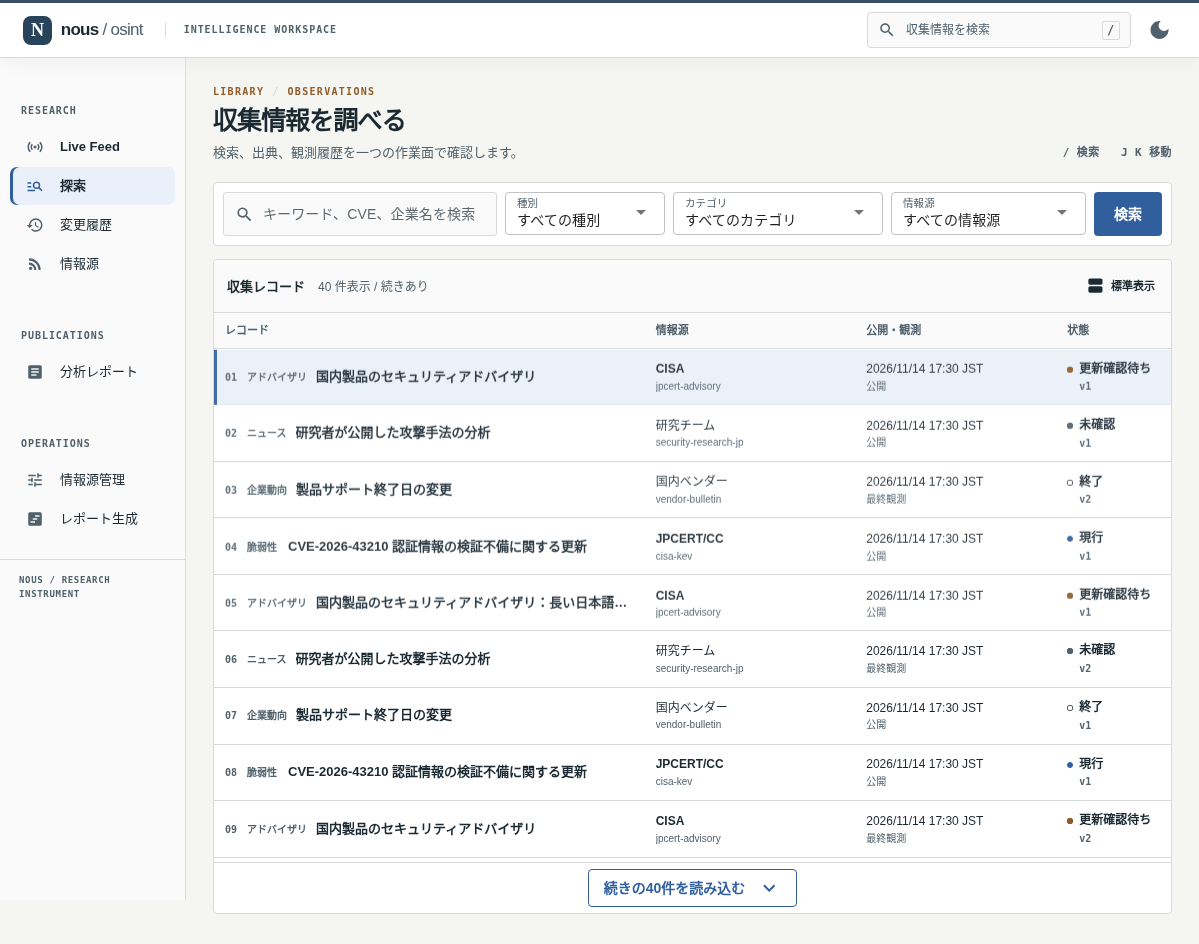 N nous / osint INTELLIGENCE WORKSPACE 収集情報を検索 /
RESEARCH
Live Feed
探索
変更履歴
情報源
PUBLICATIONS
分析レポート
OPERATIONS
情報源管理
レポート生成
NOUS / RESEARCH
INSTRUMENT
LIBRARY / OBSERVATIONS
収集情報を調べる
検索、出典、観測履歴を一つの作業面で確認します。
/ 検索 J K 移動
キーワード、CVE、企業名を検索
種別
すべての種別
カテゴリ
すべてのカテゴリ
情報源
すべての情報源
検索
収集レコード 40 件表示 / 続きあり 標準表示
レコード 情報源 公開・観測 状態
01 アドバイザリ 国内製品のセキュリティアドバイザリ CISA 2026/11/14 17:30 JST 更新確認待ち
jpcert-advisory 公開 v1
02 ニュース 研究者が公開した攻撃手法の分析 研究チーム 2026/11/14 17:30 JST 未確認
security-research-jp 公開 v1
03 企業動向 製品サポート終了日の変更 国内ベンダー 2026/11/14 17:30 JST 終了
vendor-bulletin 最終観測 v2
04 脆弱性 CVE-2026-43210 認証情報の検証不備に関する更新 JPCERT/CC 2026/11/14 17:30 JST 現行
cisa-kev 公開 v1
05 アドバイザリ 国内製品のセキュリティアドバイザリ：長い日本語… CISA 2026/11/14 17:30 JST 更新確認待ち
jpcert-advisory 公開 v1
06 ニュース 研究者が公開した攻撃手法の分析 研究チーム 2026/11/14 17:30 JST 未確認
security-research-jp 最終観測 v2
07 企業動向 製品サポート終了日の変更 国内ベンダー 2026/11/14 17:30 JST 終了
vendor-bulletin 公開 v1
08 脆弱性 CVE-2026-43210 認証情報の検証不備に関する更新 JPCERT/CC 2026/11/14 17:30 JST 現行
cisa-kev 公開 v1
09 アドバイザリ 国内製品のセキュリティアドバイザリ CISA 2026/11/14 17:30 JST 更新確認待ち
jpcert-advisory 最終観測 v2
続きの40件を読み込む